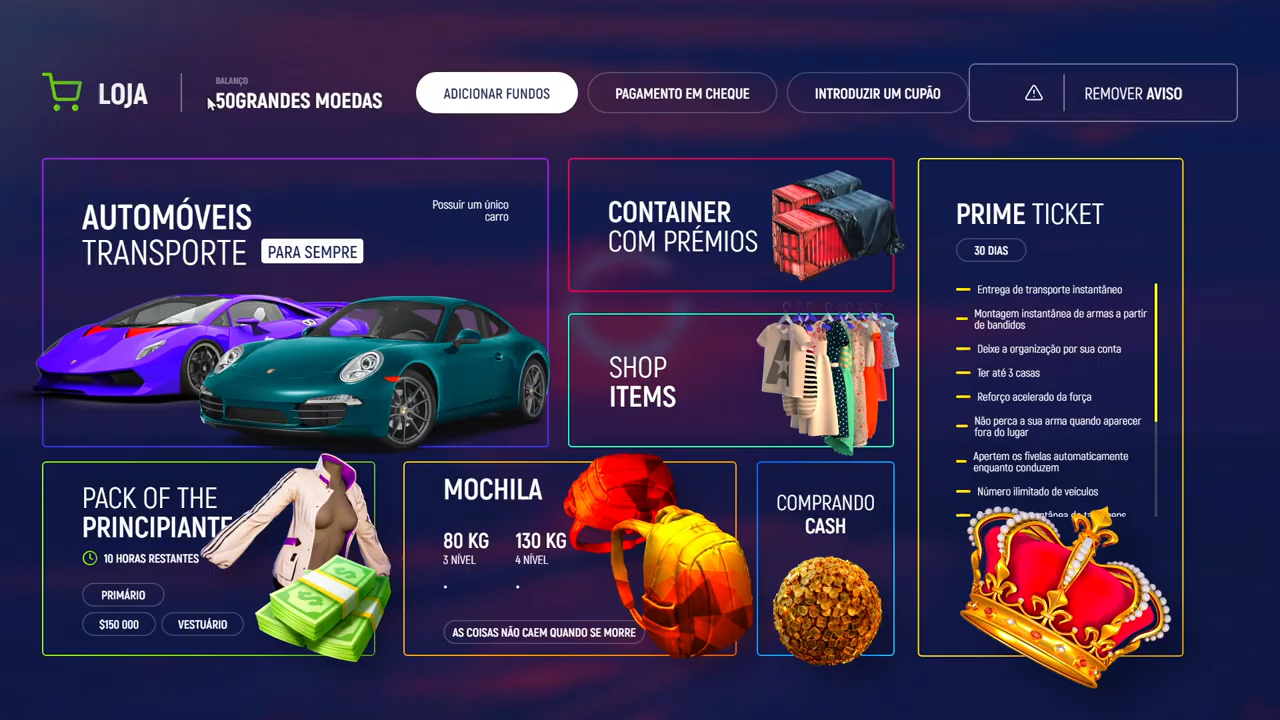 LOJA
BALANÇO
50GRANDES MOEDAS
ADICIONAR FUNDOS
PAGAMENTO EM CHEQUE
INTRODUZIR UM CUPÃO
REMOVER AVISO
AUTOMÓVEIS
TRANSPORTE PARA SEMPRE
Possuir um único
carro
CONTAINER
COM PRÉMIOS
SHOP
ITEMS
PRIME TICKET
30 DIAS
Entrega de transporte instantâneo
Montagem instantânea de armas a partir
de bandidos
Deixe a organização por sua conta
Ter até 3 casas
Reforço acelerado da força
Não perca a sua arma quando aparecer
fora do lugar
Apertem os fivelas automaticamente
enquanto conduzem
Número ilimitado de veículos
PACK OF THE
PRINCIPIANTE
10 HORAS RESTANTES
PRIMÁRIO
$150 000
VESTUÁRIO
MOCHILA
80 KG
3 NÍVEL
130 KG
4 NÍVEL
AS COISAS NÃO CAEM QUANDO SE MORRE
COMPRANDO
CASH